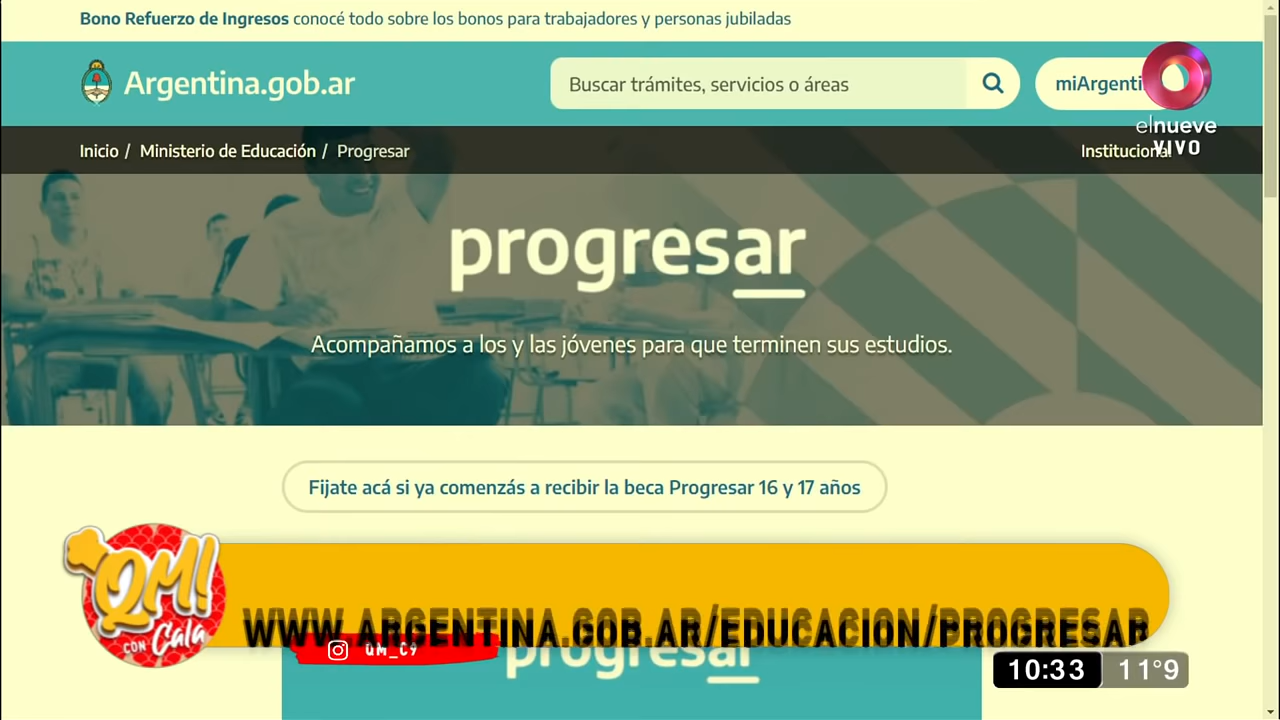 Bono Refuerzo de Ingresos conocé todo sobre los bonos para trabajadores y personas jubiladas
Argentina.gob.ar
Buscar trámites, servicios o áreas
miArgenti
elnueve
VIVO
Inicio / Ministerio de Educación / Progresar
Institucional
progresar
Acompañamos a los y las jóvenes para que terminen sus estudios.
Fijate acá si ya comenzás a recibir la beca Progresar 16 y 17 años
QM!
CON Cala
WWW.ARGENTINA.GOB.AR/EDUCACION/PROGRESAR
QM_C9
progresar
10:33 11°9